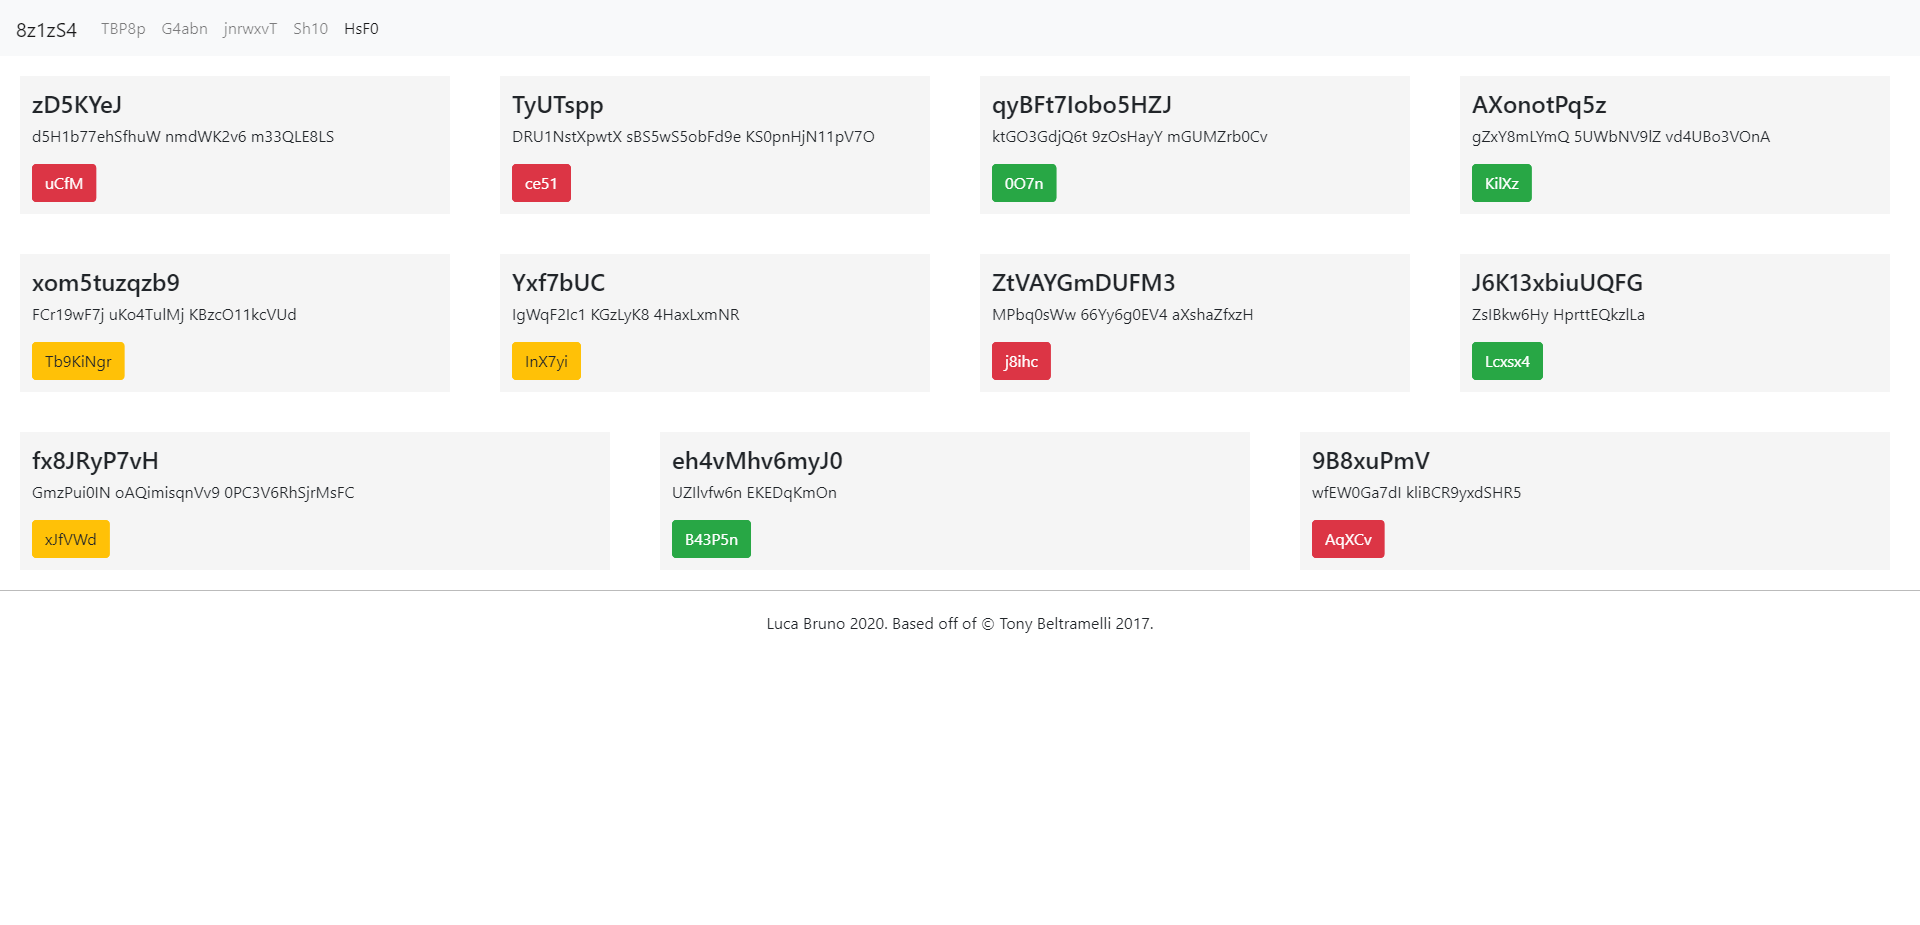 8z1zS4 TBP8p G4abn jnrwxvT Sh10 HsF0
zD5KYeJ
d5H1b77ehSfhuW nmdWK2v6 m33QLE8LS
uCfM
TyUTspp
DRU1NstXpwtX sBS5wS5obFd9e KS0pnHjN11pV7O
ce51
qyBFt7Iobo5HZJ
ktGO3GdjQ6t 9zOsHayY mGUMZrb0Cv
0O7n
AXonotPq5z
gZxY8mLYmQ 5UWbNV9lZ vd4UBo3VOnA
KilXz
xom5tuzqzb9
FCr19wF7j uKo4TulMj KBzcO11kcVUd
Tb9KiNgr
Yxf7bUC
IgWqF2Ic1 KGzLyK8 4HaxLxmNR
InX7yi
ZtVAYGmDUFM3
MPbq0sWw 66Yy6g0EV4 aXshaZfxzH
j8ihc
J6K13xbiuUQFG
ZsIBkw6Hy HprttEQkzlLa
Lcxsx4
fx8JRyP7vH
GmzPui0IN oAQimisqnVv9 0PC3V6RhSjrMsFC
xJfVWd
eh4vMhv6myJ0
UZIlvfw6n EKEDqKmOn
B43P5n
9B8xuPmV
wfEW0Ga7dI kliBCR9yxdSHR5
AqXCv
Luca Bruno 2020. Based off of © Tony Beltramelli 2017.